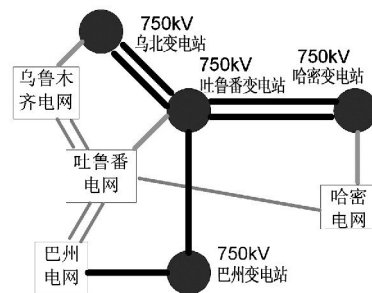 750kV
乌北变电站
750kV
吐鲁番变电站
750kV
哈密变电站
乌鲁木
齐电网
吐鲁番
电网
哈密
电网
巴州
电网
750kV
巴州变电站